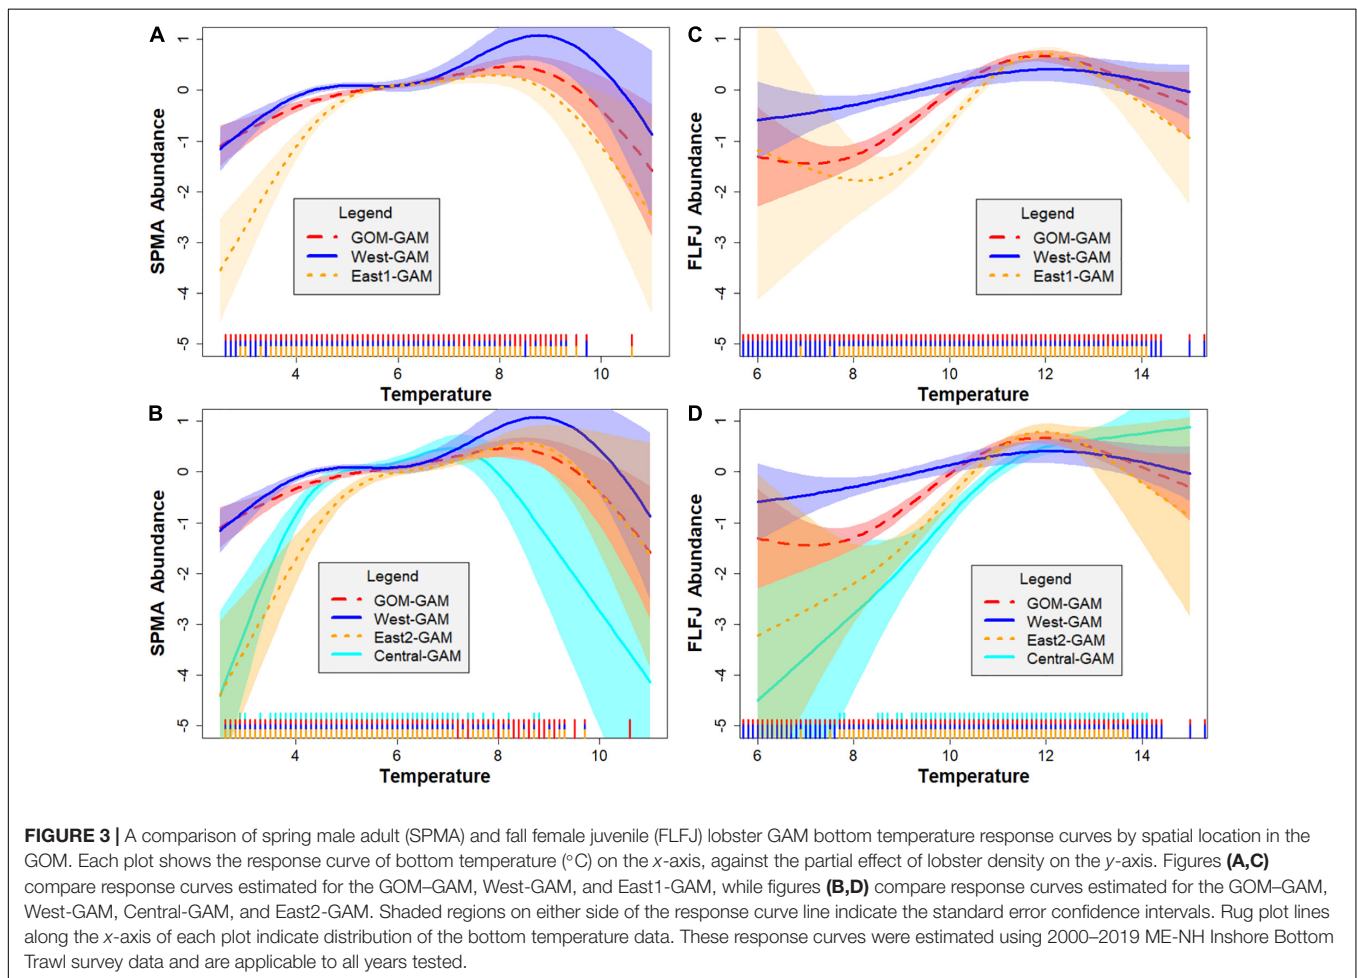 A
SPMA Abundance
1
0
-1
-2
-3
-4
-5
Legend
GOM-GAM
West-GAM
East1-GAM
4 6 8 10
Temperature
C
FLFJ Abundance
1
0
-1
-2
-3
-4
-5
Legend
GOM-GAM
West-GAM
East1-GAM
6 8 10 12 14
Temperature
B
SPMA Abundance
1
0
-1
-2
-3
-4
-5
Legend
GOM-GAM
West-GAM
East2-GAM
Central-GAM
4 6 8 10
Temperature
D
FLFJ Abundance
1
0
-1
-2
-3
-4
-5
Legend
GOM-GAM
West-GAM
East2-GAM
Central-GAM
6 8 10 12 14
Temperature
FIGURE 3 | A comparison of spring male adult (SPMA) and fall female juvenile (FLFJ) lobster GAM bottom temperature response curves by spatial location in the
GOM. Each plot shows the response curve of bottom temperature (°C) on the x-axis, against the partial effect of lobster density on the y-axis. Figures (A,C)
compare response curves estimated for the GOM–GAM, West-GAM, and East1-GAM, while figures (B,D) compare response curves estimated for the GOM–GAM,
West-GAM, Central-GAM, and East2-GAM. Shaded regions on either side of the response curve line indicate the standard error confidence intervals. Rug plot lines
along the x-axis of each plot indicate distribution of the bottom temperature data. These response curves were estimated using 2000–2019 ME-NH Inshore Bottom
Trawl survey data and are applicable to all years tested.